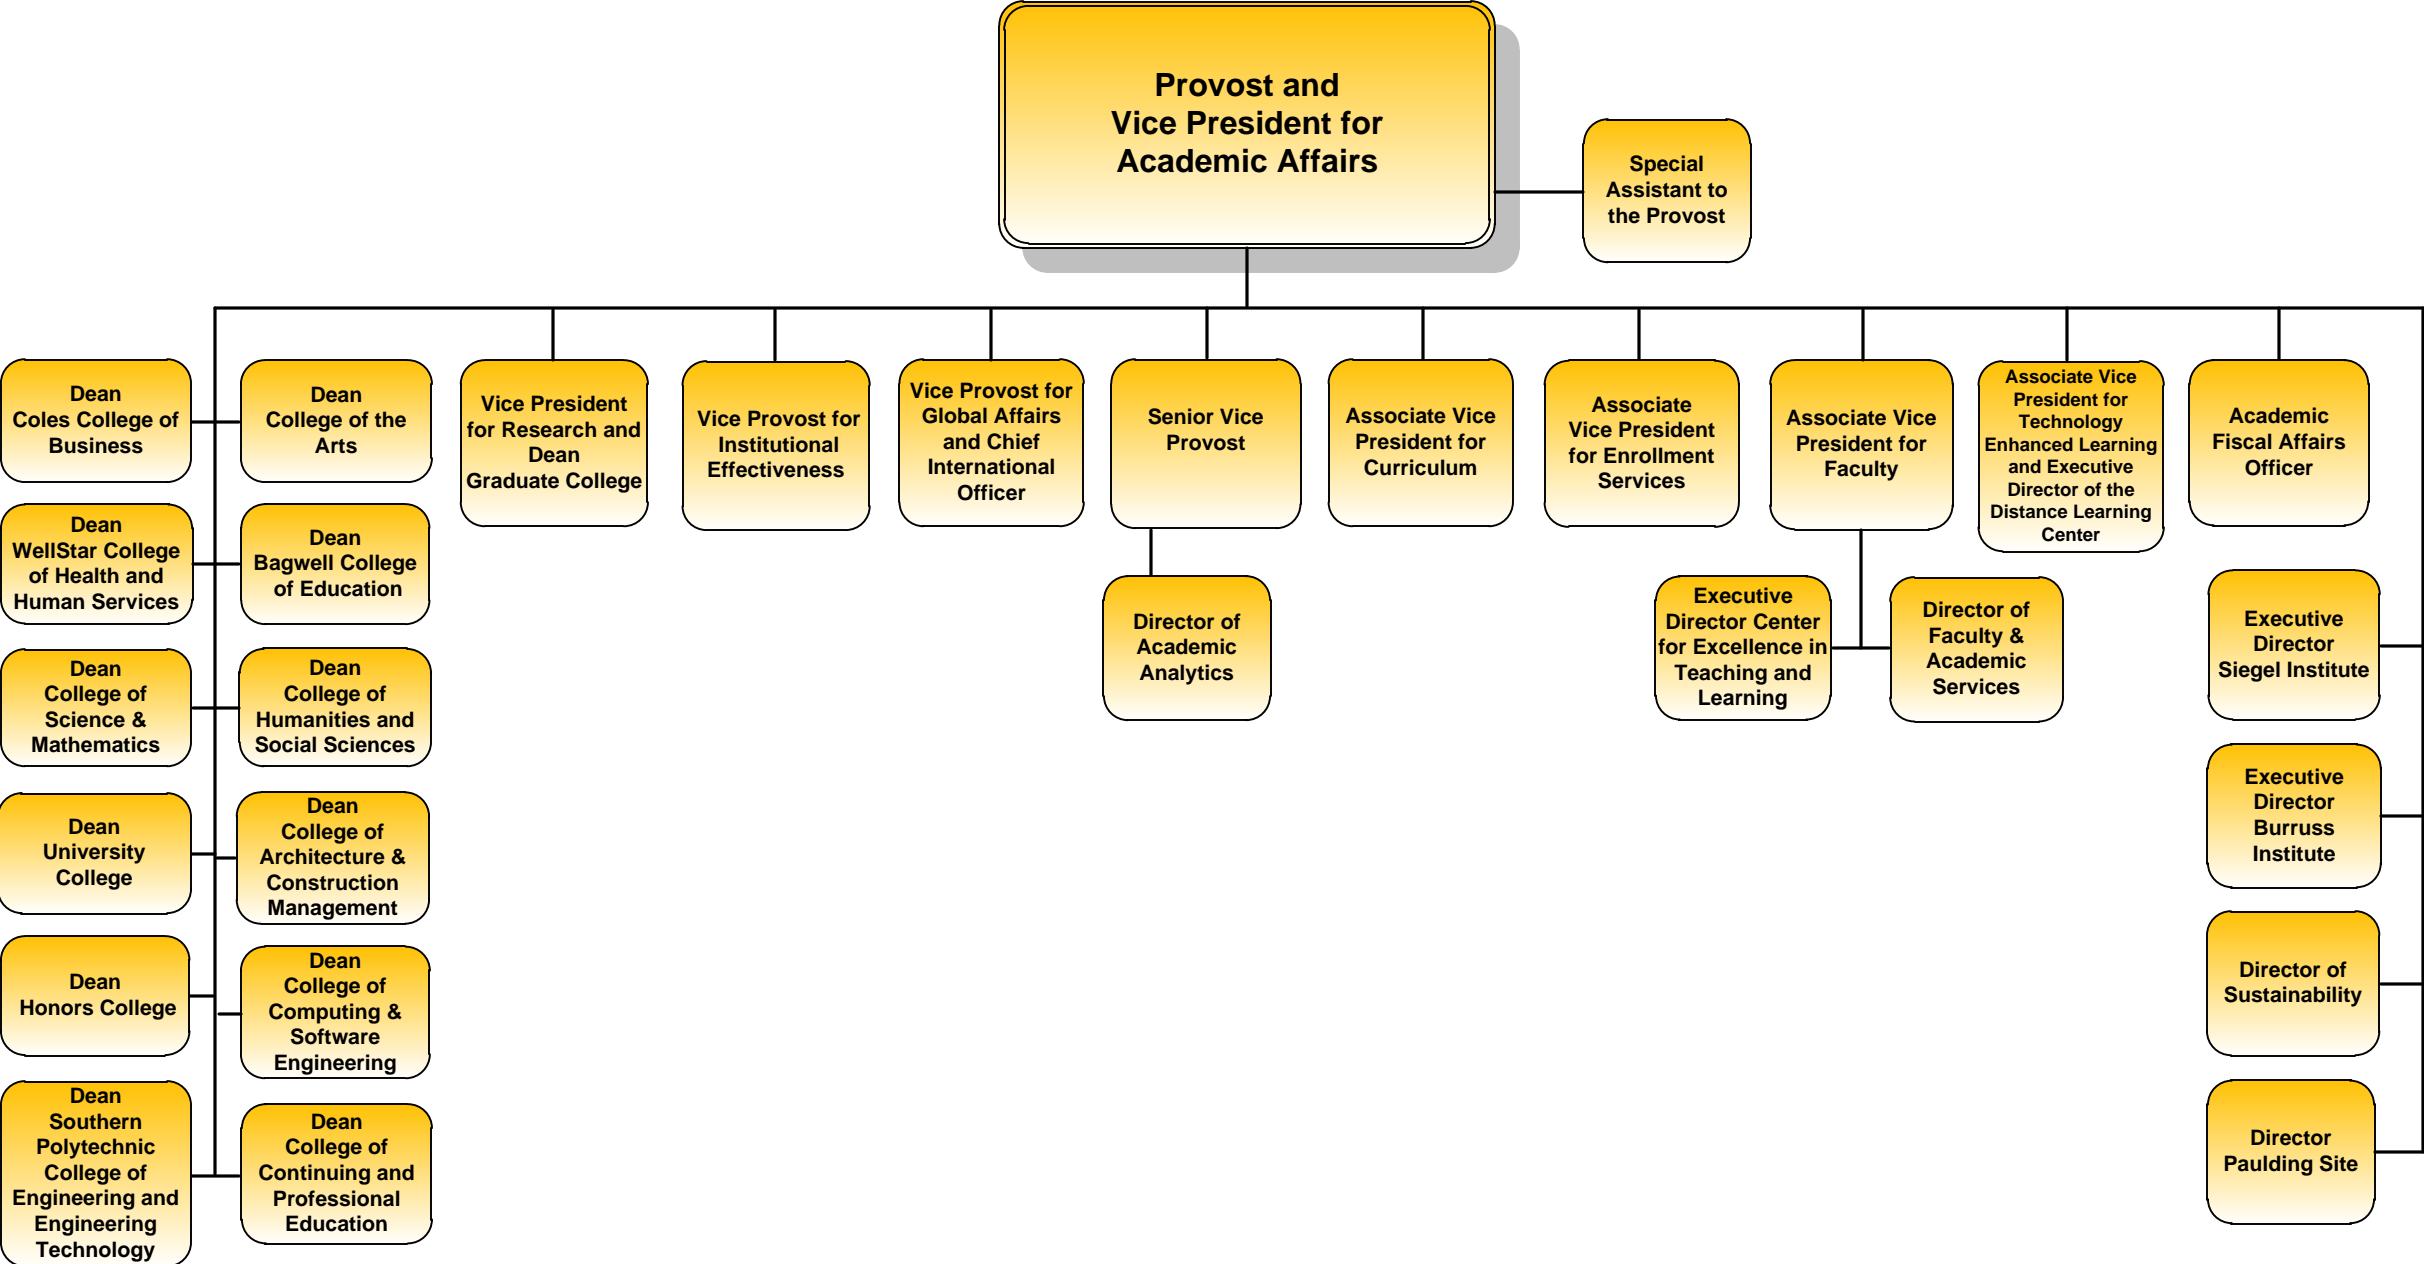 Provost and
Vice President for
Academic Affairs
Special
Assistant to
the Provost
Dean
Coles College of
Business
Dean
College of the
Arts
Vice President
for Research and
Dean
Graduate College
Vice Provost for
Institutional
Effectiveness
Vice Provost for
Global Affairs
and Chief
International
Officer
Senior Vice
Provost
Associate Vice
President for
Curriculum
Associate
Vice President
for Enrollment
Services
Associate Vice
President for
Faculty
Associate Vice
President for
Technology
Enhanced Learning
and Executive
Director of the
Distance Learning
Center
Academic
Fiscal Affairs
Officer
Dean
WellStar College
of Health and
Human Services
Dean
Bagwell College
of Education
Director of
Academic
Analytics
Executive
Director Center
for Excellence in
Teaching and
Learning
Director of
Faculty &
Academic
Services
Executive
Director
Siegel Institute
Dean
College of
Science &
Mathematics
Dean
College of
Humanities and
Social Sciences
Executive
Director
Burruss
Institute
Dean
University
College
Dean
College of
Architecture &
Construction
Management
Director of
Sustainability
Dean
Honors College
Dean
College of
Computing &
Software
Engineering
Director
Paulding Site
Dean
Southern
Polytechnic
College of
Engineering and
Engineering
Technology
Dean
College of
Continuing and
Professional
Education